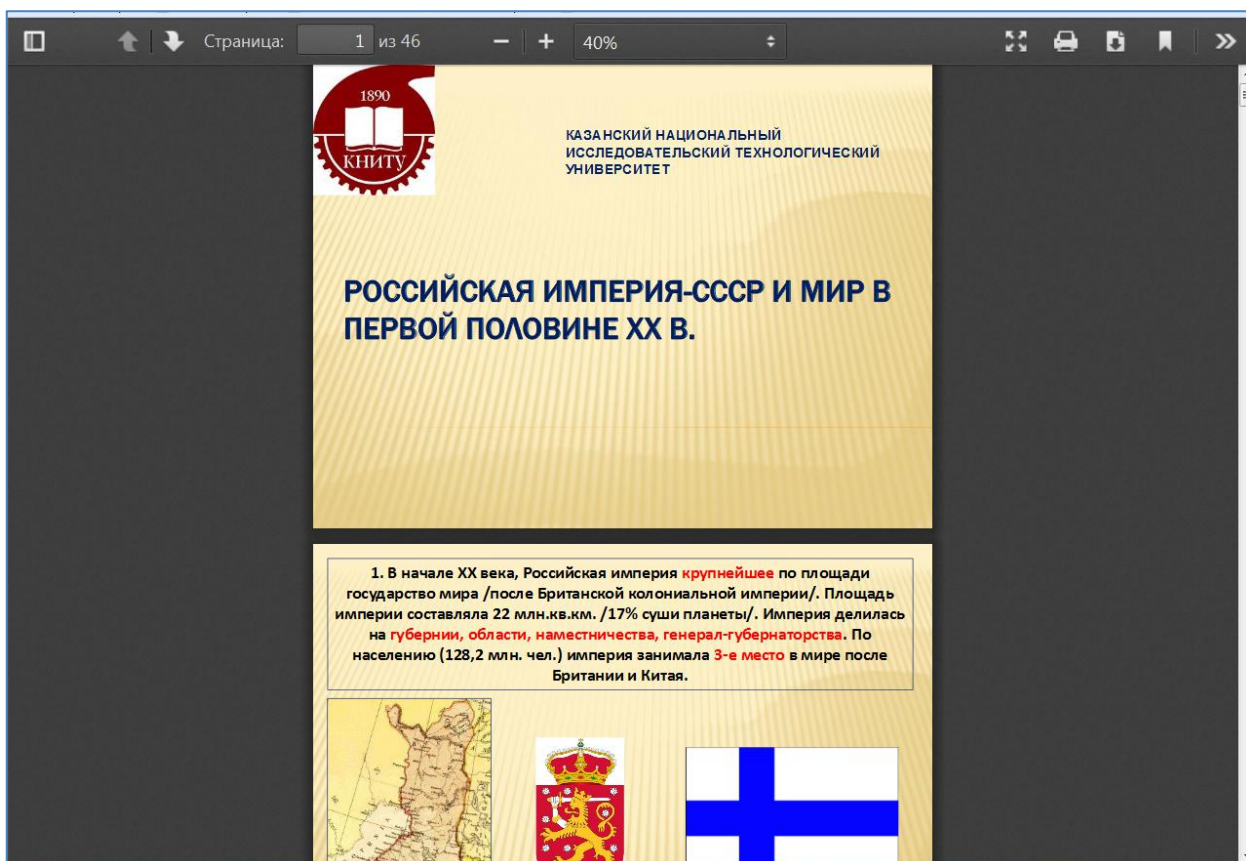 Страница: 1 из 46 40%
1890
КНИТУ
КАЗАНСКИЙ НАЦИОНАЛЬНЫЙ
ИССЛЕДОВАТЕЛЬСКИЙ ТЕХНОЛОГИЧЕСКИЙ
УНИВЕРСИТЕТ
РОССИЙСКАЯ ИМПЕРИЯ-СССР И МИР В
ПЕРВОЙ ПОЛОВИНЕ XX В.
1. В начале XX века, Российская империя крупнейшее по площади
государство мира /после Британской колониальной империи/. Площадь
империи составляла 22 млн.кв.км. /17% суши планеты/. Империя делилась
на губернии, области, наместничества, генерал-губернаторства. По
населению (128,2 млн. чел.) империя занимала 3-е место в мире после
Британии и Китая.